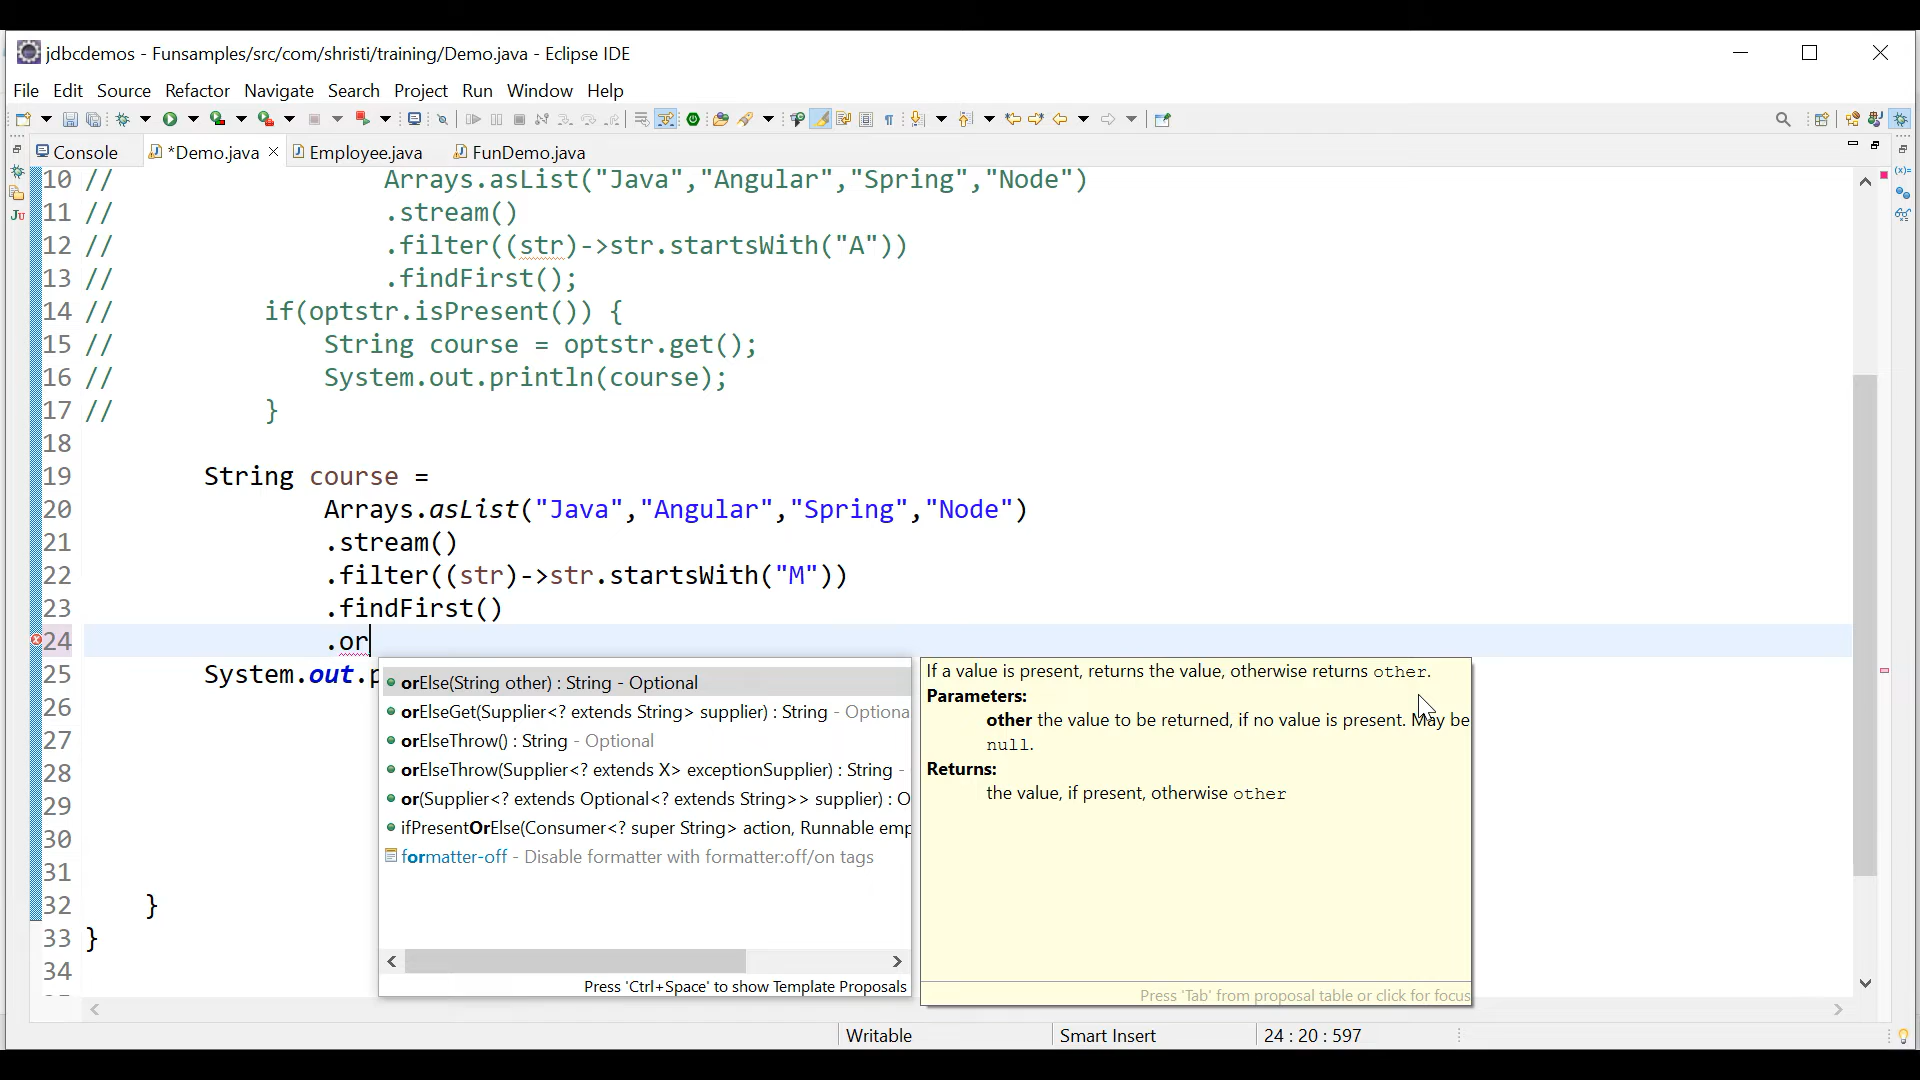 jdbcdemos - Funsamples/src/com/shristi/training/Demo.java - Eclipse IDE
File Edit Source Refactor Navigate Search Project Run Window Help
Console *Demo.java Employee.java FunDemo.java
10 // Arrays.asList("Java","Angular","Spring","Node")
11 // .stream()
12 // .filter((str)->str.startsWith("A"))
13 // .findFirst();
14 // if(optstr.isPresent()) {
15 // String course = optstr.get();
16 // System.out.println(course);
17 // }
18
19 String course =
20 Arrays.asList("Java","Angular","Spring","Node")
21 .stream()
22 .filter((str)->str.startsWith("M"))
23 .findFirst()
24 .or
25 System.out.p
26
27
28
29
30
31
32 }
33 }
34
orElse(String other) : String - Optional
orElseGet(Supplier<? extends String> supplier) : String - Optiona
orElseThrow() : String - Optional
orElseThrow(Supplier<? extends X> exceptionSupplier) : String -
or(Supplier<? extends Optional<? extends String>> supplier) : O
ifPresentOrElse(Consumer<? super String> action, Runnable emp
formatter-off - Disable formatter with formatter:off/on tags
Press 'Ctrl+Space' to show Template Proposals
If a value is present, returns the value, otherwise returns other.
Parameters:
other the value to be returned, if no value is present. May be
null.
Returns:
the value, if present, otherwise other
Press 'Tab' from proposal table or click for focus
Writable Smart Insert 24 : 20 : 597